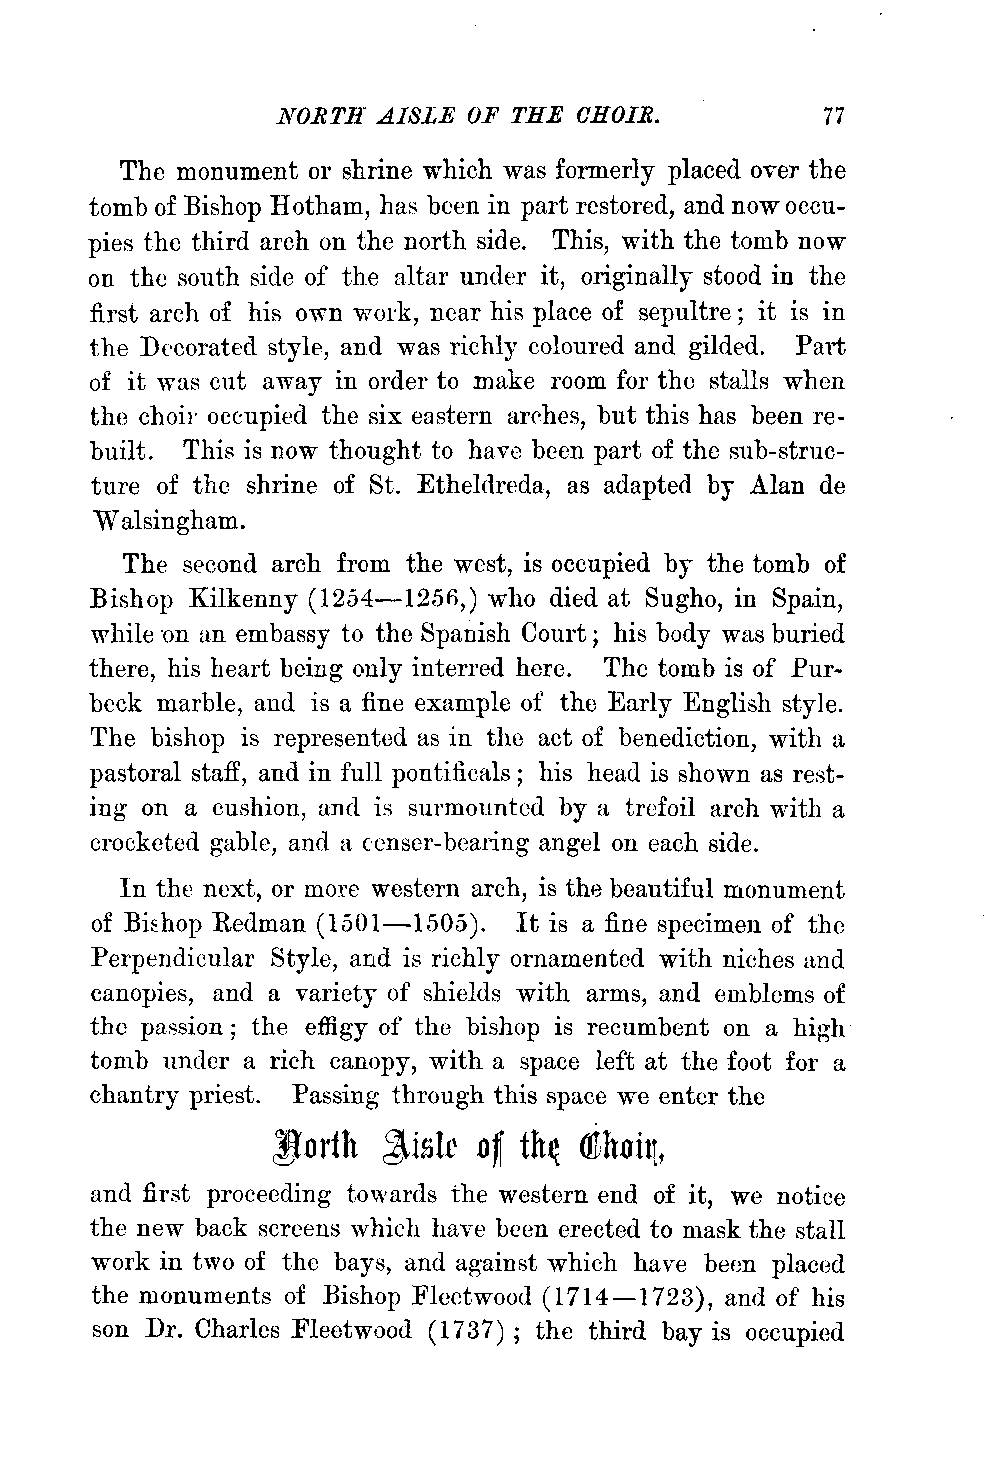 NORTH AISLE OF THE CHOIR. 77
The monument or shrine which was formerly placed over the
tomb of Bishop Hotham, has been in part restored, and now occu-
pies the third arch on the north side. This, with the tomb now
on the south side of the altar under it, originally stood in the
first arch of his own work, near his place of sepultre; it is in
the Decorated style, and was richly coloured and gilded. Part
of it was cut away in order to make room for the stalls when
the choir occupied the six eastern arches, but this has been re-
built. This is now thought to have been part of the sub-struc-
ture of the shrine of St. Etheldreda, as adapted by Alan de
Walsingham.
The second arch from the west, is occupied by the tomb of
Bishop Kilkenny (1254—1256,) who died at Sugho, in Spain,
while on an embassy to the Spanish Court; his body was buried
there, his heart being only interred here. The tomb is of Pur-
beck marble, and is a fine example of the Early English style.
The bishop is represented as in the act of benediction, with a
pastoral staff, and in full pontificals; his head is shown as rest-
ing on a cushion, and is surmounted by a trefoil arch with a
crocketed gable, and a censer-bearing angel on each side.
In the next, or more western arch, is the beautiful monument
of Bishop Redman (1501—1505). It is a fine specimen of the
Perpendicular Style, and is richly ornamented with niches and
canopies, and a variety of shields with arms, and emblems of
the passion; the effigy of the bishop is recumbent on a high
tomb under a rich canopy, with a space left at the foot for a
chantry priest. Passing through this space we enter the
North Aisle of the Choir,
and first proceeding towards the western end of it, we notice
the new back screens which have been erected to mask the stall
work in two of the bays, and against which have been placed
the monuments of Bishop Fleetwood (1714—1723), and of his
son Dr. Charles Fleetwood (1737); the third bay is occupied